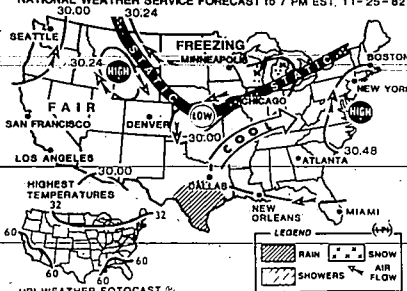 NATIONAL WEATHER SERVICE FORECAST to 7 PM EST, 11-25-82
30.00
30.24
SEATTLE
FREEZING
MINNEAPOLIS
BOSTON
30.24
HIGH
STATIC
STATIC
NEW YORK
FAIR
LOW
CHICAGO
HIGH
SAN FRANCISCO
DENVER
30.00
COOL
30.48
LOS ANGELES
ATLANTA
30.00
DALLAS
HIGHEST
TEMPERATURES
NEW
ORLEANS
MIAMI
32
32
60
60
60
60
LEGEND
RAIN
SNOW
SHOWERS
AIR
FLOW
UPI WEATHER FOTOCAST